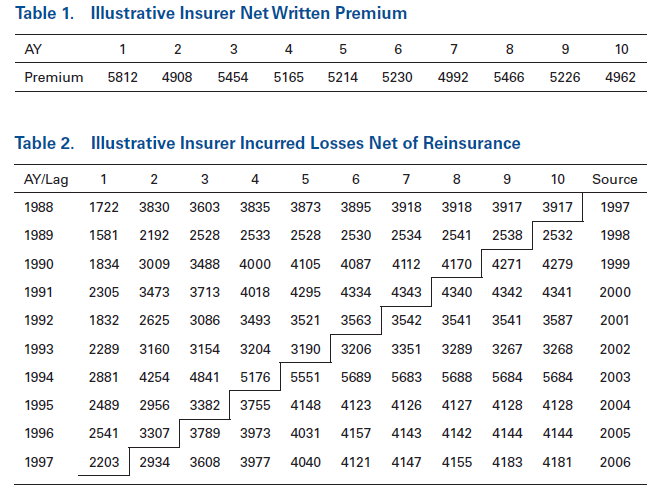 Table 1. Illustrative Insurer Net Written Premium
AY 1 2 3 4 5 6 7 8 9 10
Premium 5812 4908 5454 5165 5214 5230 4992 5466 5226 4962
Table 2. Illustrative Insurer Incurred Losses Net of Reinsurance
AY/Lag 1 2 3 4 5 6 7 8 9 10 Source
1988 1722 3830 3603 3835 3873 3895 3918 3918 3917 3917 1997
1989 1581 2192 2528 2533 2528 2530 2534 2541 2538 2532 1998
1990 1834 3009 3488 4000 4105 4087 4112 4170 4271 4279 1999
1991 2305 3473 3713 4018 4295 4334 4343 4340 4342 4341 2000
1992 1832 2625 3086 3493 3521 3563 3542 3541 3541 3587 2001
1993 2289 3160 3154 3204 3190 3206 3351 3289 3267 3268 2002
1994 2881 4254 4841 5176 5551 5689 5683 5688 5684 5684 2003
1995 2489 2956 3382 3755 4148 4123 4126 4127 4128 4128 2004
1996 2541 3307 3789 3973 4031 4157 4143 4142 4144 4144 2005
1997 2203 2934 3608 3977 4040 4121 4147 4155 4183 4181 2006